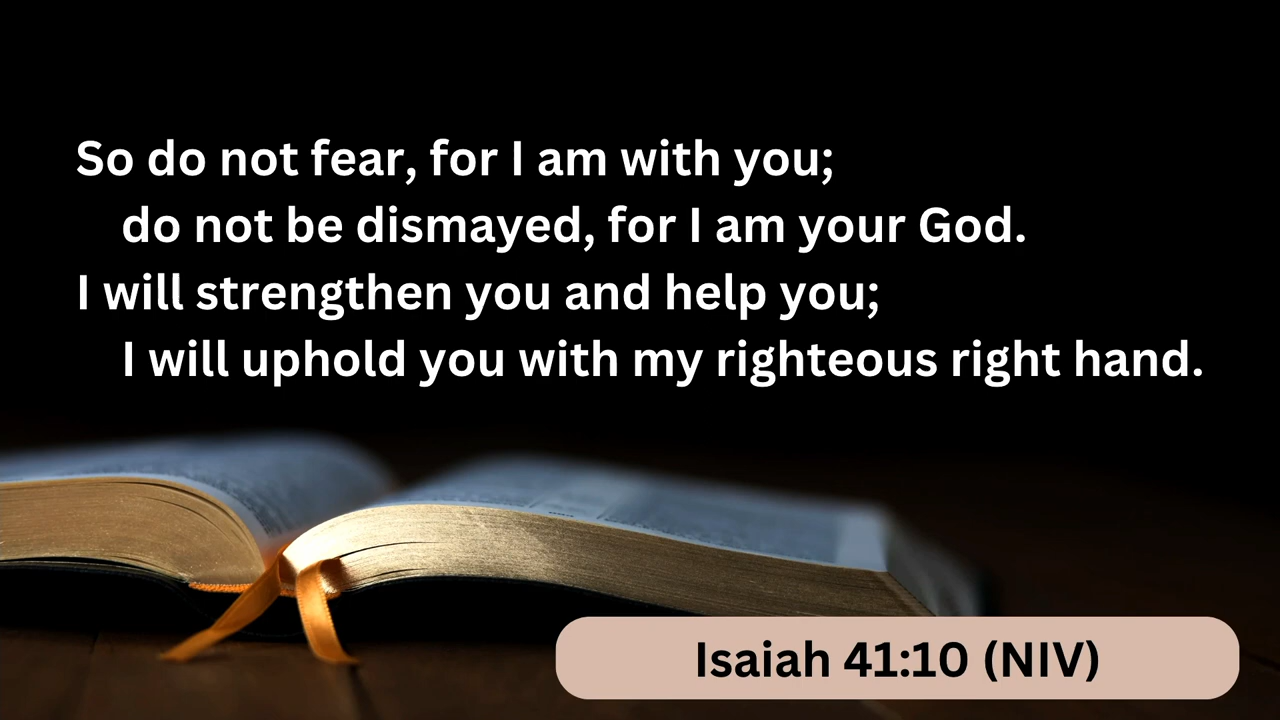 So do not fear, for I am with you;
do not be dismayed, for I am your God.
I will strengthen you and help you;
I will uphold you with my righteous right hand.
Isaiah 41:10 (NIV)